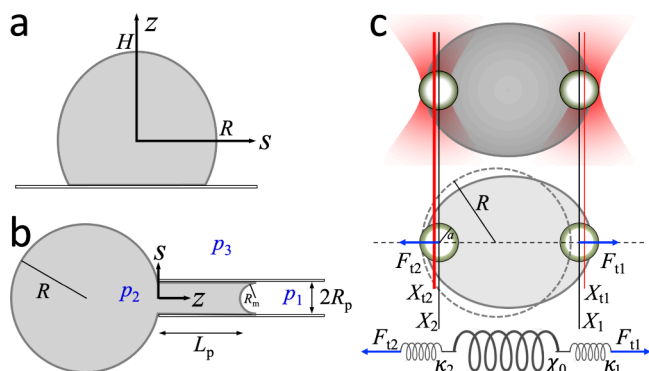 a
z
H
R
s
b
s
p3
R
p2
z
Rm
p1
2Rp
Lp
c
R
a
Ft2
Ft1
Xt2
Xt1
X2
X1
Ft2
κ2
χ0
κ1
Ft1